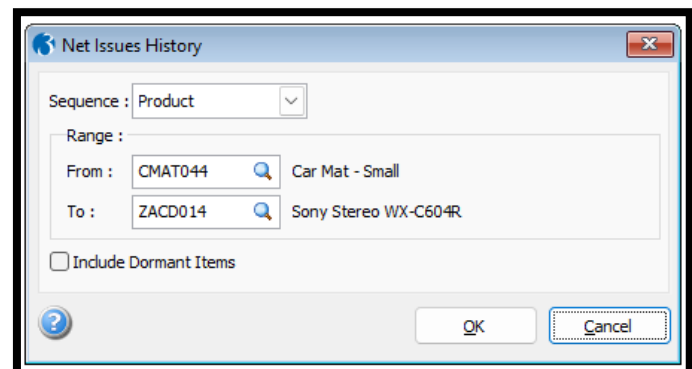 Net Issues History
Sequence : Product
Range :
From : CMAT044 Car Mat - Small
To : ZACD014 Sony Stereo WX-C604R
Include Dormant Items
? OK Cancel